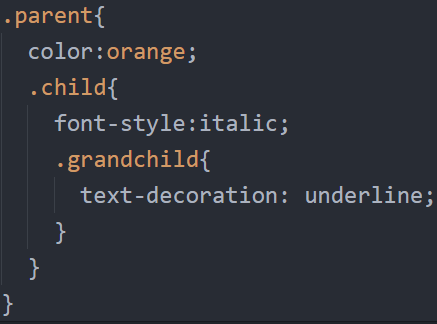 .parent{
  color:orange;
  .child{
    font-style:italic;
    .grandchild{
      text-decoration: underline;
    }
  }
}